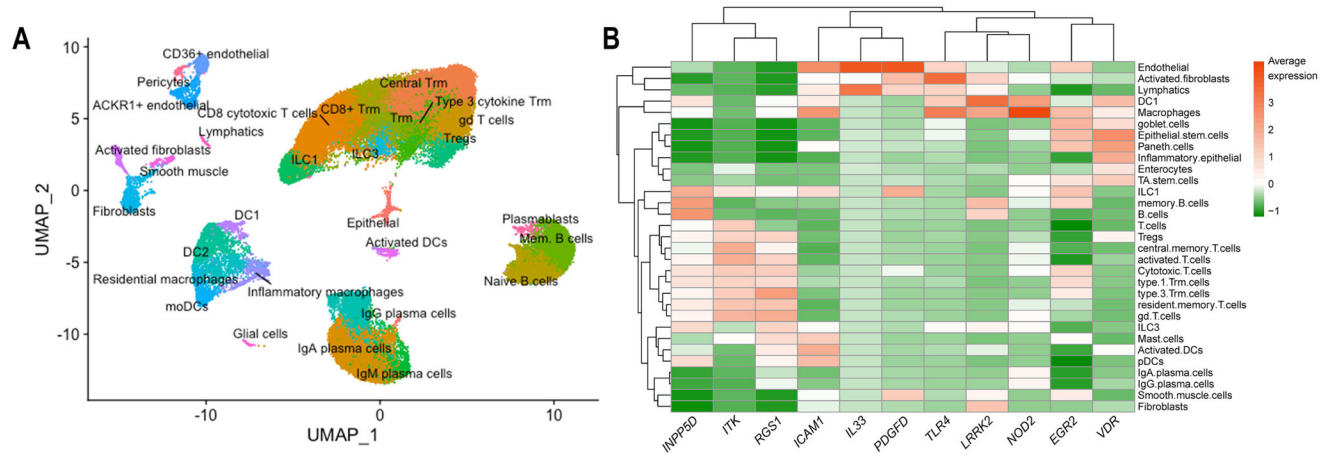 A
B
10
5
0
-5
-10
UMAP_2
-10
0
10
UMAP_1
CD36+ endothelial
Pericytes
ACKR1+ endothelial
CD8 cytotoxic T cells
Lymphatics
Activated fibroblasts
Smooth muscle
Fibroblasts
Central Trm
CD8+ Trm
Type 3 cytokine Trm
Trm
gd T cells
Tregs
ILC3
ILC1
Epithelial
Activated DCs
Plasmablasts
Mem. B cells
Naive B cells
DC1
DC2
Residential macrophages
Inflammatory macrophages
moDCs
IgG plasma cells
Glial cells
IgA plasma cells
IgM plasma cells
Endothelial
Activated.fibroblasts
Lymphatics
DC1
Macrophages
goblet.cells
Epithelial.stem.cells
Paneth.cells
Inflammatory.epithelial
Enterocytes
TA.stem.cells
ILC1
memory.B.cells
B.cells
T.cells
Tregs
central.memory.T.cells
activated.T.cells
Cytotoxic.T.cells
type.1.Trm.cells
type.3.Trm.cells
resident.memory.T.cells
gd.T.cells
ILC3
Mast.cells
Activated.DCs
pDCs
IgA.plasma.cells
IgG.plasma.cells
Smooth.muscle.cells
Fibroblasts
INPP5D
ITK
RGS1
ICAM1
IL33
PDGFD
TLR4
LRRK2
NOD2
EGR2
VDR
Average
expression
3
2
1
0
−1